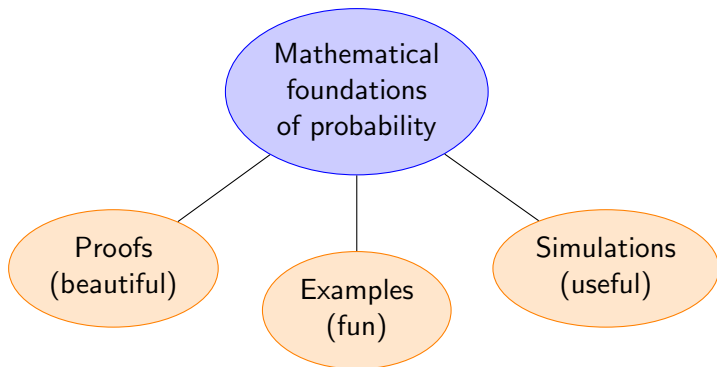 Mathematical
foundations
of probability
Proofs
(beautiful)
Examples
(fun)
Simulations
(useful)